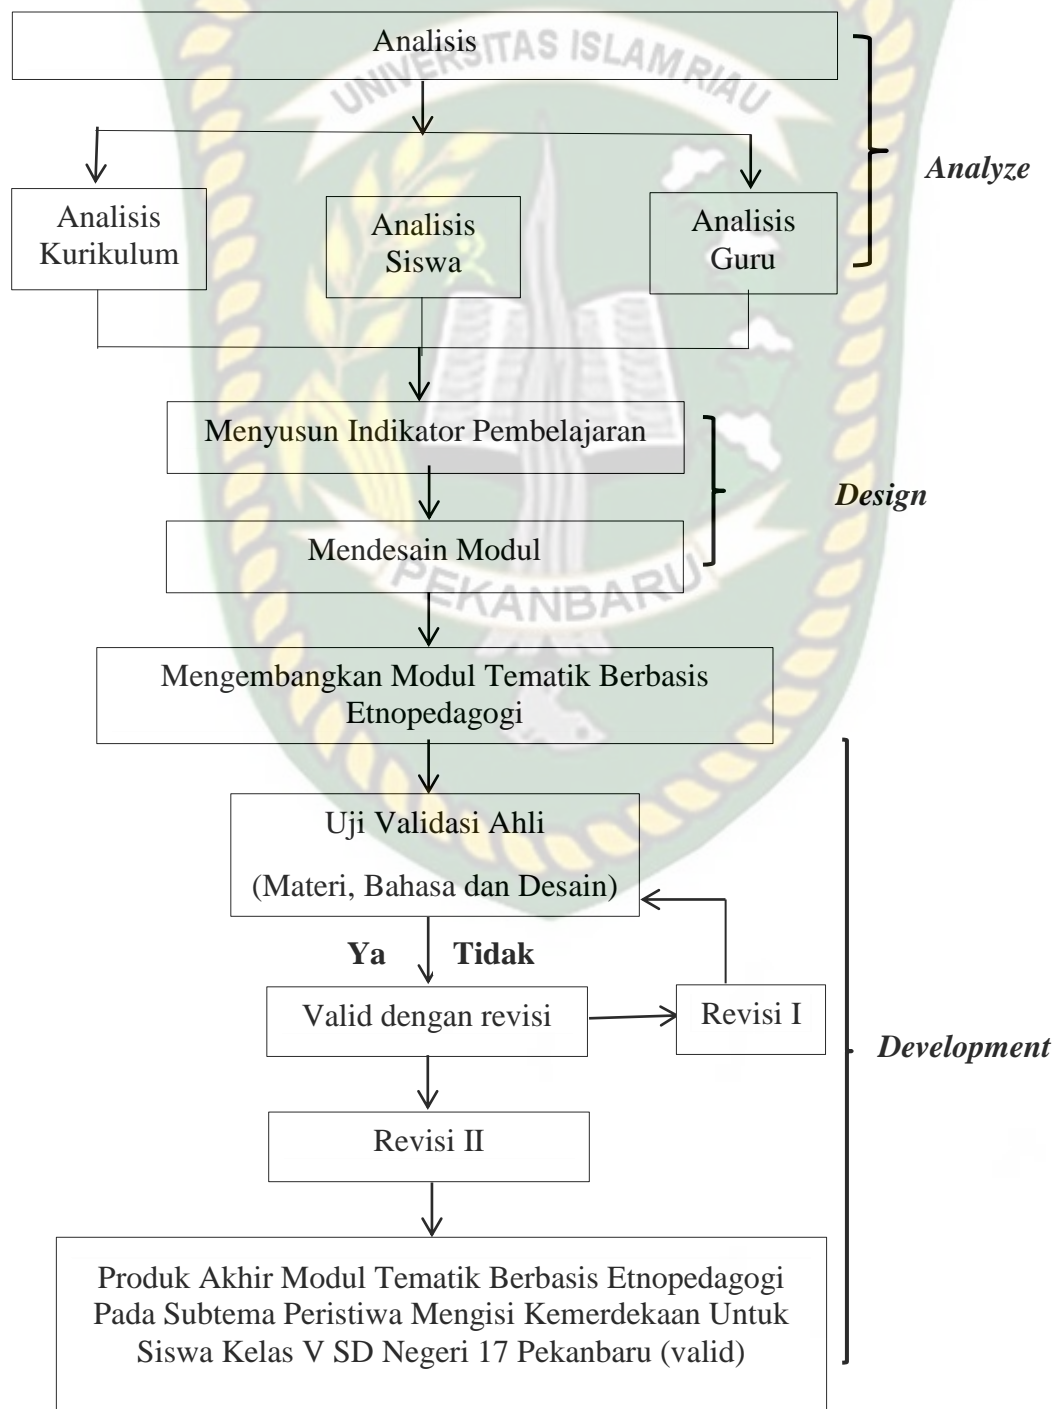 Analisis
UNIVERSITAS ISLAM RIAU
Analyze
Analisis
Kurikulum
Analisis
Siswa
Analisis
Guru
Menyusun Indikator Pembelajaran
Design
Mendesain Modul
PEKANBARU
Mengembangkan Modul Tematik Berbasis
Etnopedagogi
Uji Validasi Ahli
(Materi, Bahasa dan Desain)
Ya Tidak
Valid dengan revisi
Revisi I
Development
Revisi II
Produk Akhir Modul Tematik Berbasis Etnopedagogi
Pada Subtema Peristiwa Mengisi Kemerdekaan Untuk
Siswa Kelas V SD Negeri 17 Pekanbaru (valid)